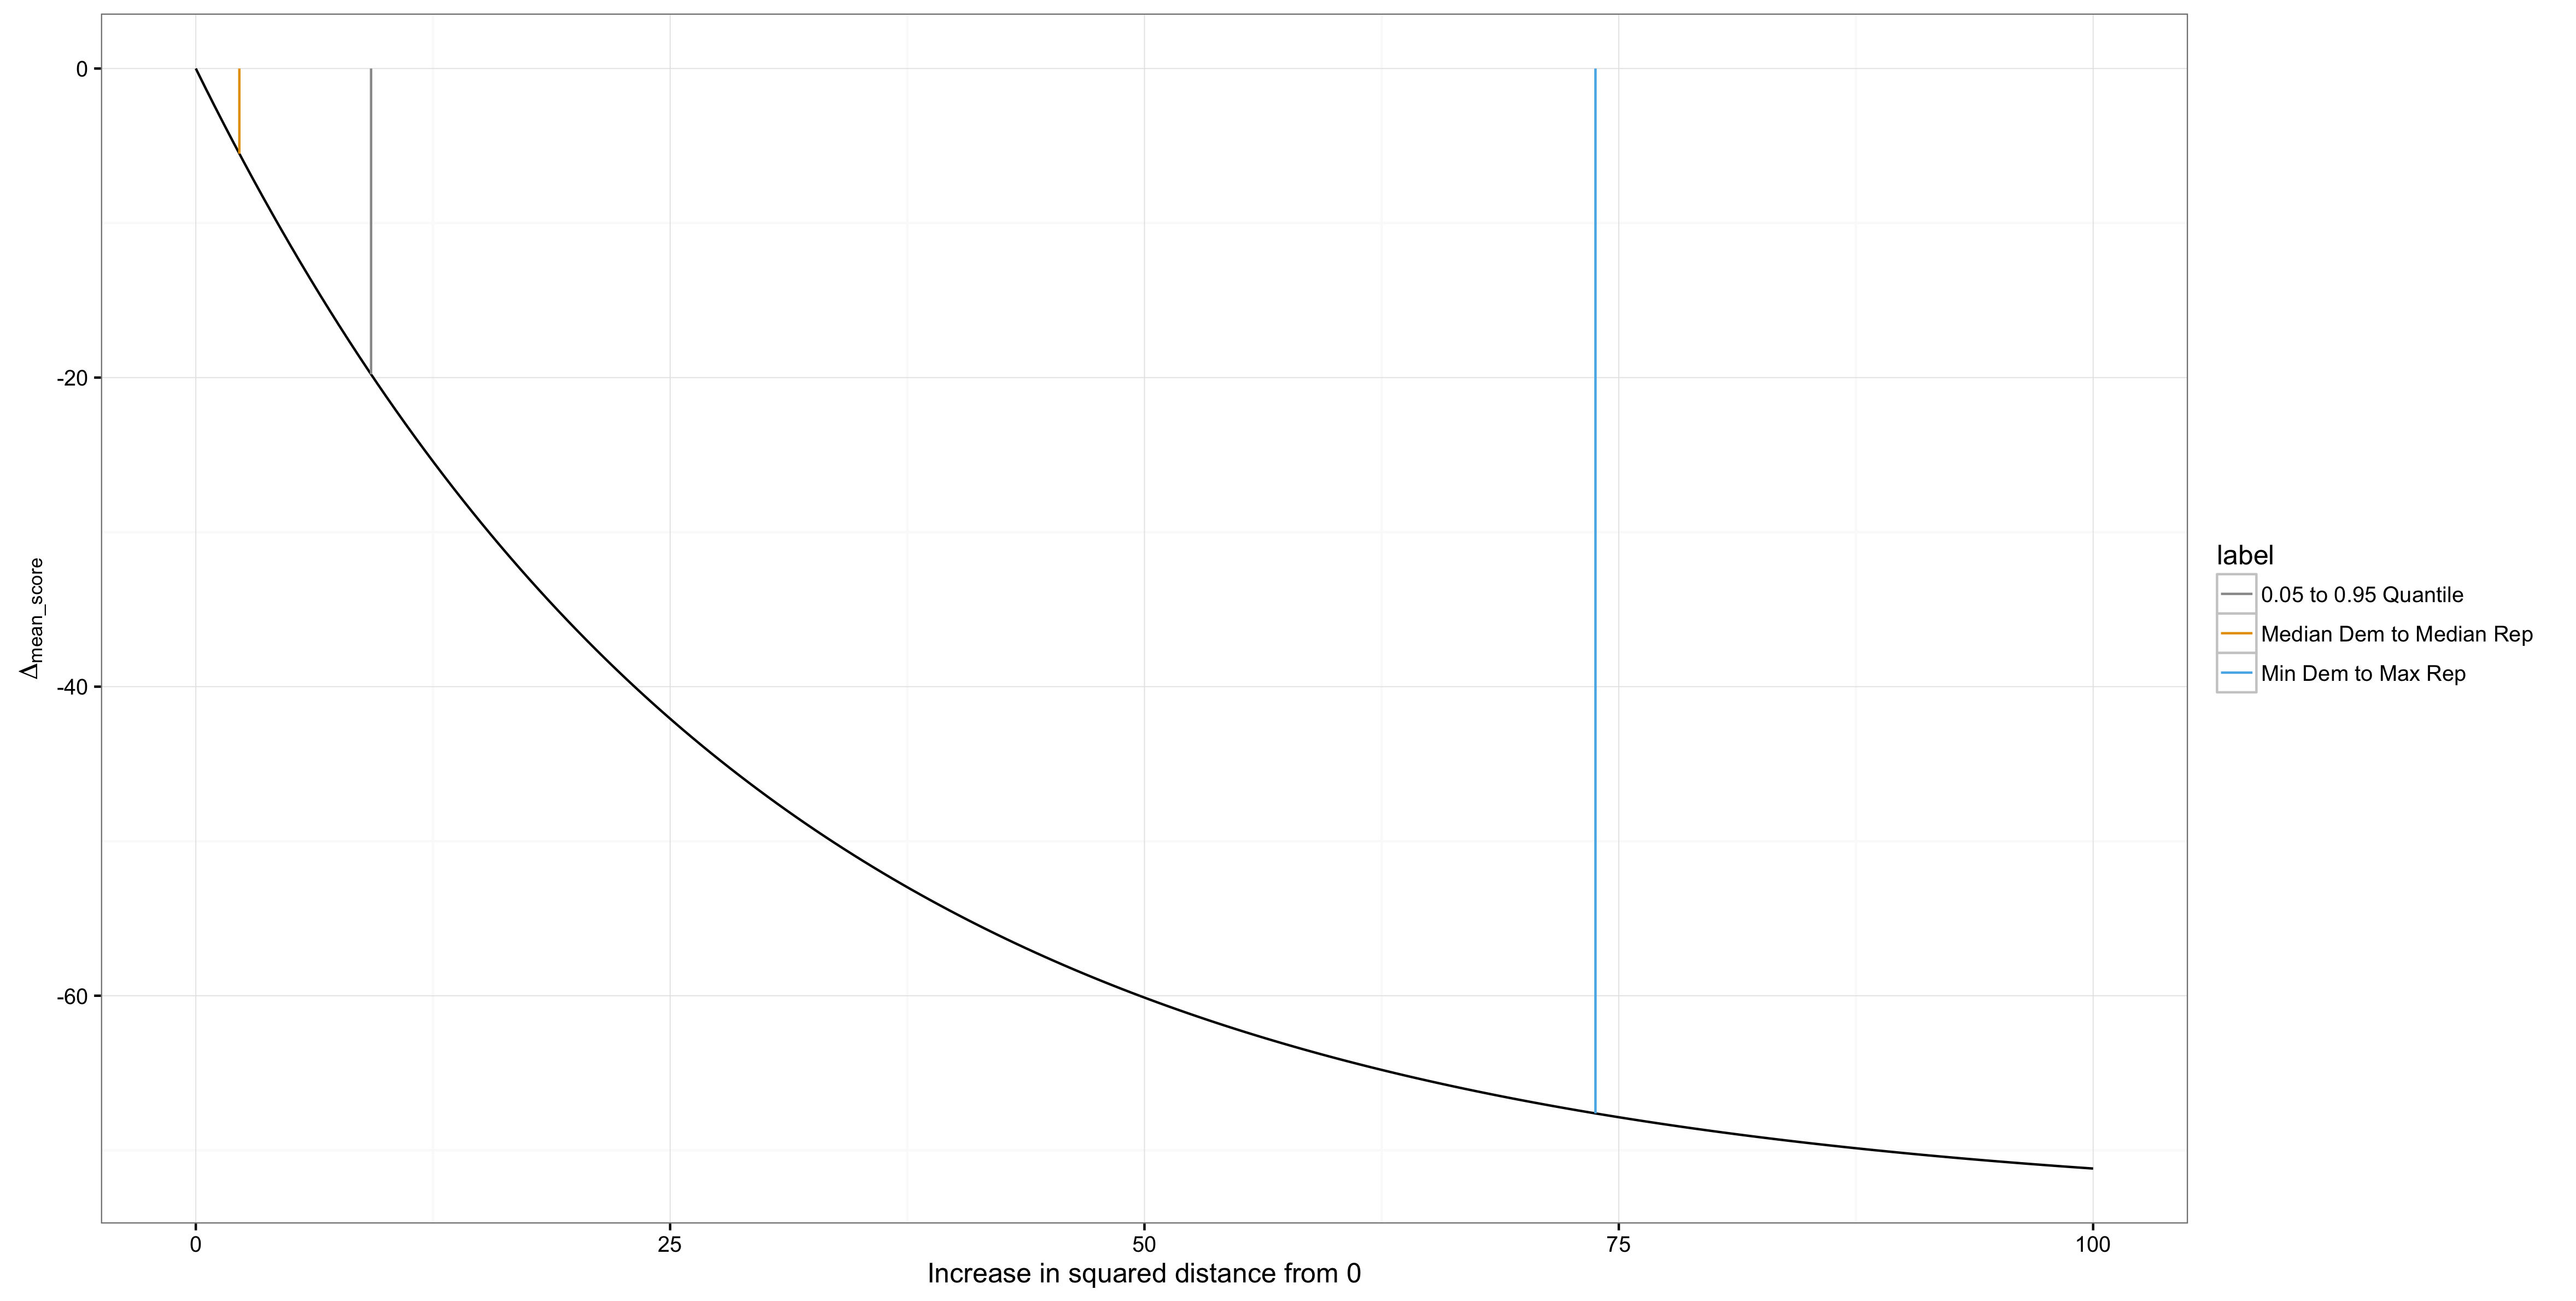 0
-20
-40
-60
Δmean_score
0 25 50 75 100
Increase in squared distance from 0
label
0.05 to 0.95 Quantile
Median Dem to Median Rep
Min Dem to Max Rep